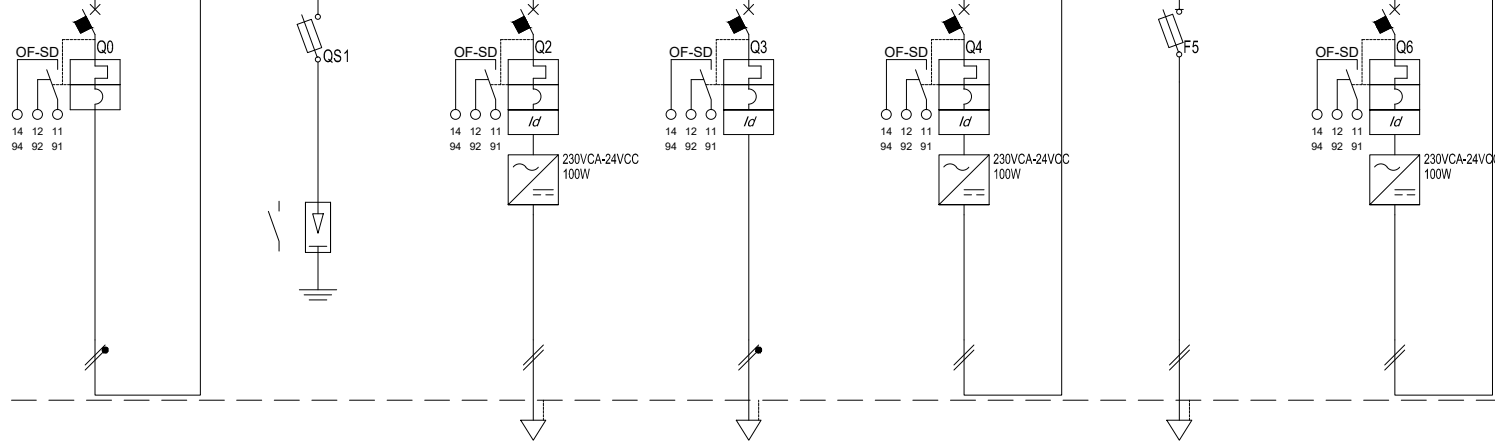 OF-SD Q0
14 12 11
94 92 91
QS1
OF-SD Q2
Id
14 12 11
94 92 91
230VCA-24VCC
100W
OF-SD Q3
Id
14 12 11
94 92 91
OF-SD Q4
Id
14 12 11
94 92 91
230VCA-24VCC
100W
F5
OF-SD Q6
Id
14 12 11
94 92 91
230VCA-24VCC
100W